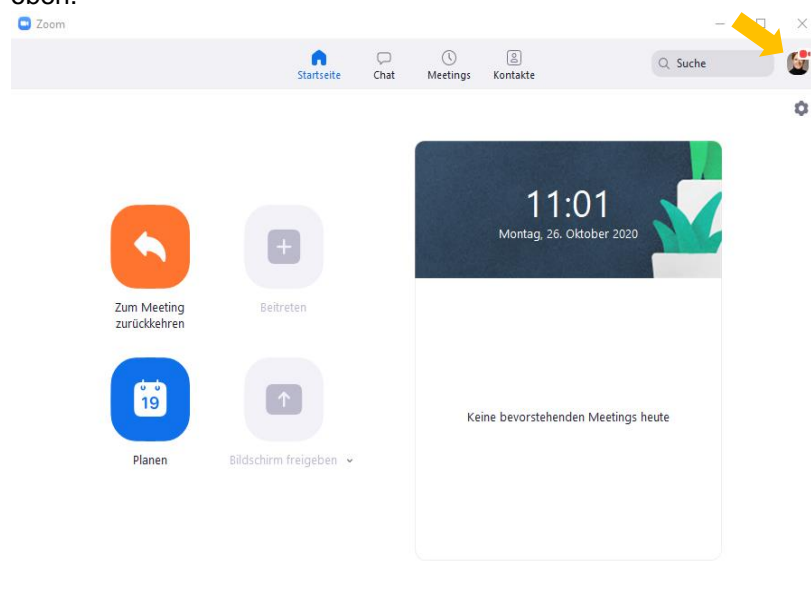 oben.
Zoom
Startseite
Chat
Meetings
Kontakte
Suche
11:01
Montag, 26. Oktober 2020
Zum Meeting
zurückkehren
Beitreten
19
Planen
Bildschirm freigeben
Keine bevorstehenden Meetings heute